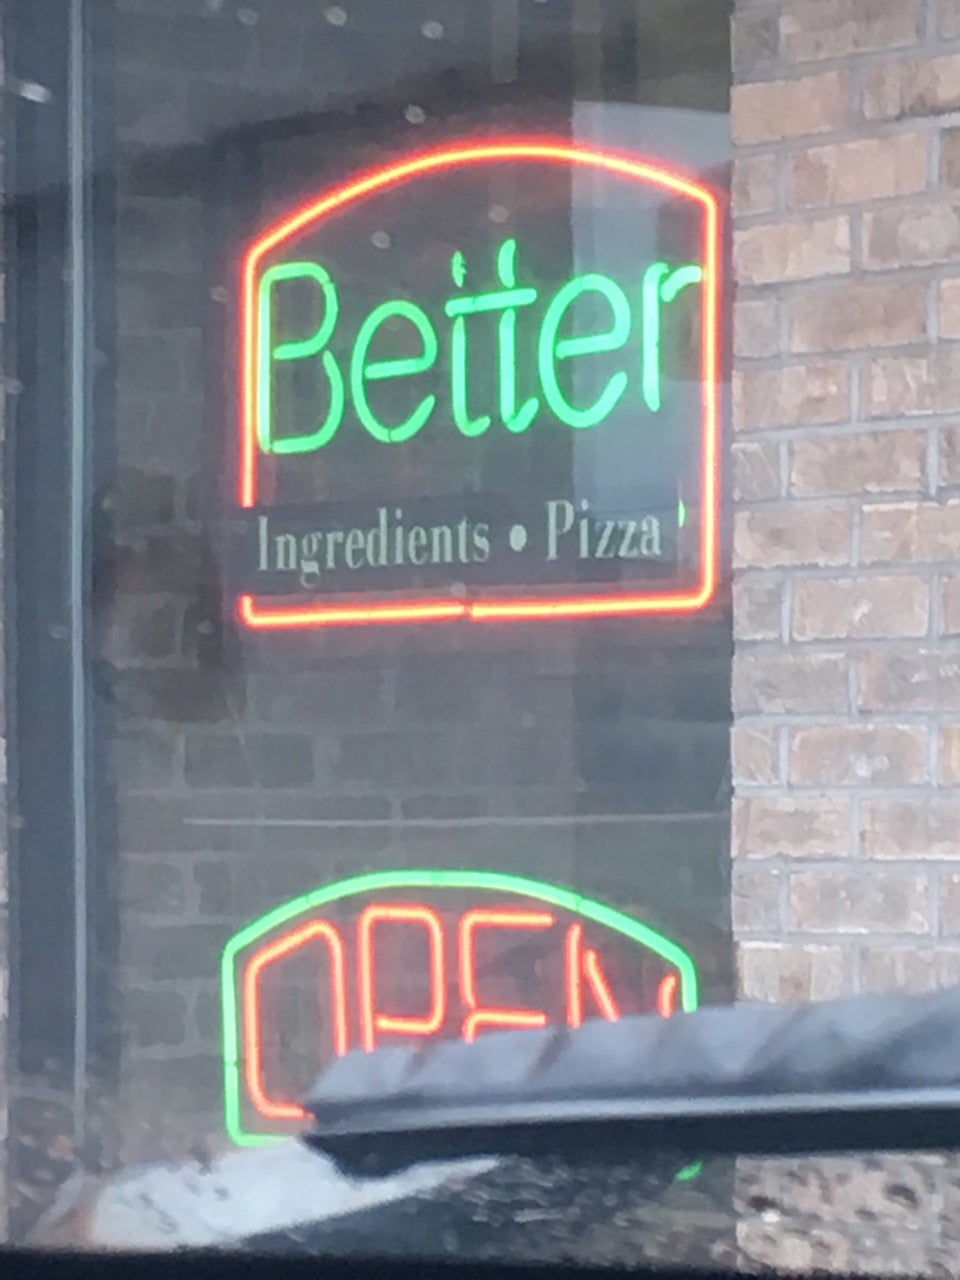 Better
Ingredients • Pizza
OPEN